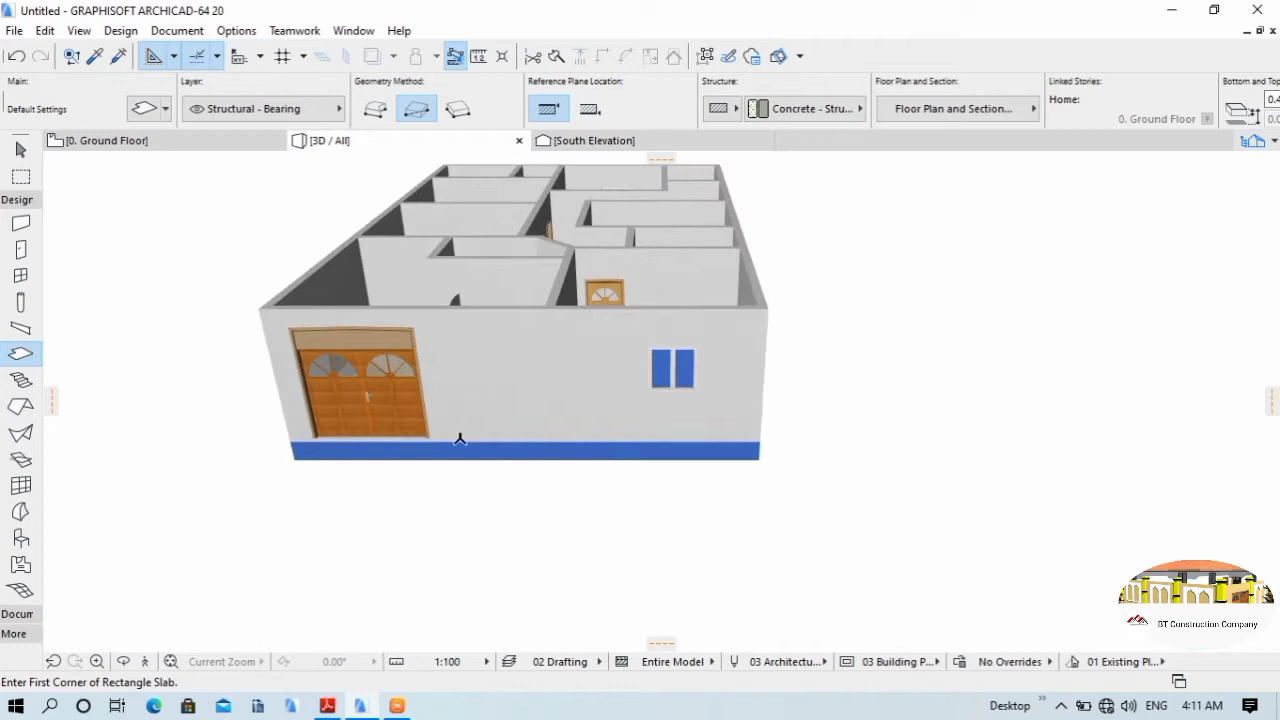 Untitled - GRAPHISOFT ARCHICAD-64 20
File Edit View Design Document Options Teamwork Window Help
Main: Layer: Geometry Method: Reference Plane Location: Structure: Floor Plan and Section: Linked Stories: Bottom and Top
Default Settings Structural - Bearing Concrete - Stru... Floor Plan and Section... Home: 0. Ground Floor
[0. Ground Floor] [3D / All] [South Elevation]
Design
Docum
More
BT Construction Company
Current Zoom 0.00° 1:100 02 Drafting Entire Model 03 Architectu... 03 Building P... No Overrides 01 Existing Pl...
Enter First Corner of Rectangle Slab.
Desktop ENG 4:11 AM